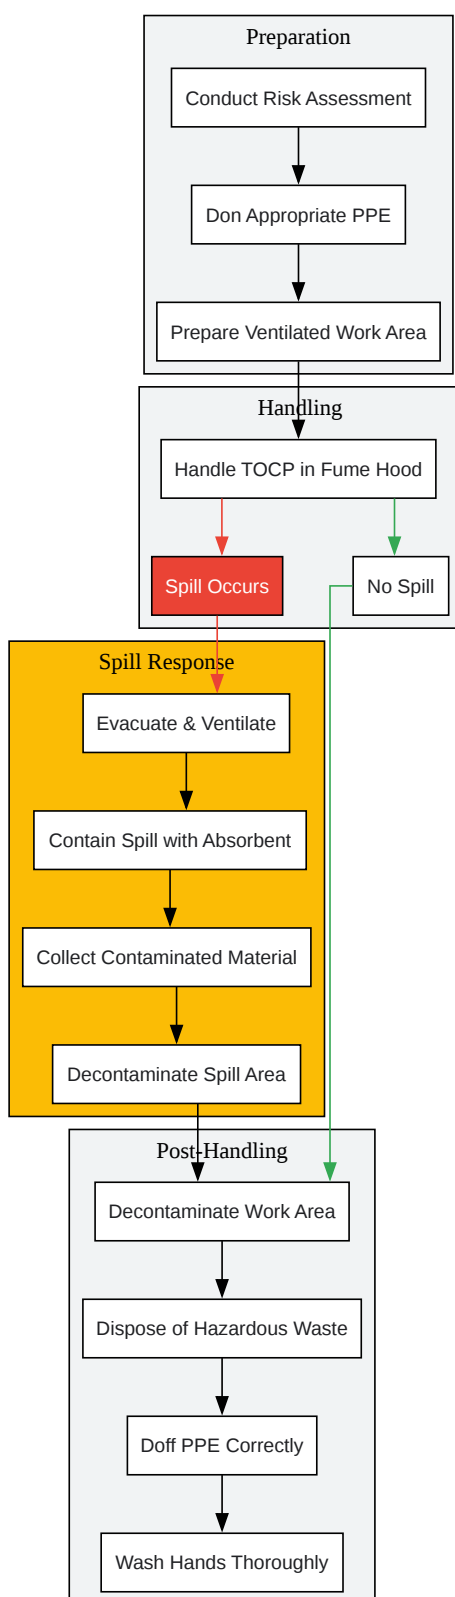 Preparation
Conduct Risk Assessment
Don Appropriate PPE
Prepare Ventilated Work Area
Handling
Handle TOCP in Fume Hood
Spill Occurs
No Spill
Spill Response
Evacuate & Ventilate
Contain Spill with Absorbent
Collect Contaminated Material
Decontaminate Spill Area
Post-Handling
Decontaminate Work Area
Dispose of Hazardous Waste
Doff PPE Correctly
Wash Hands Thoroughly